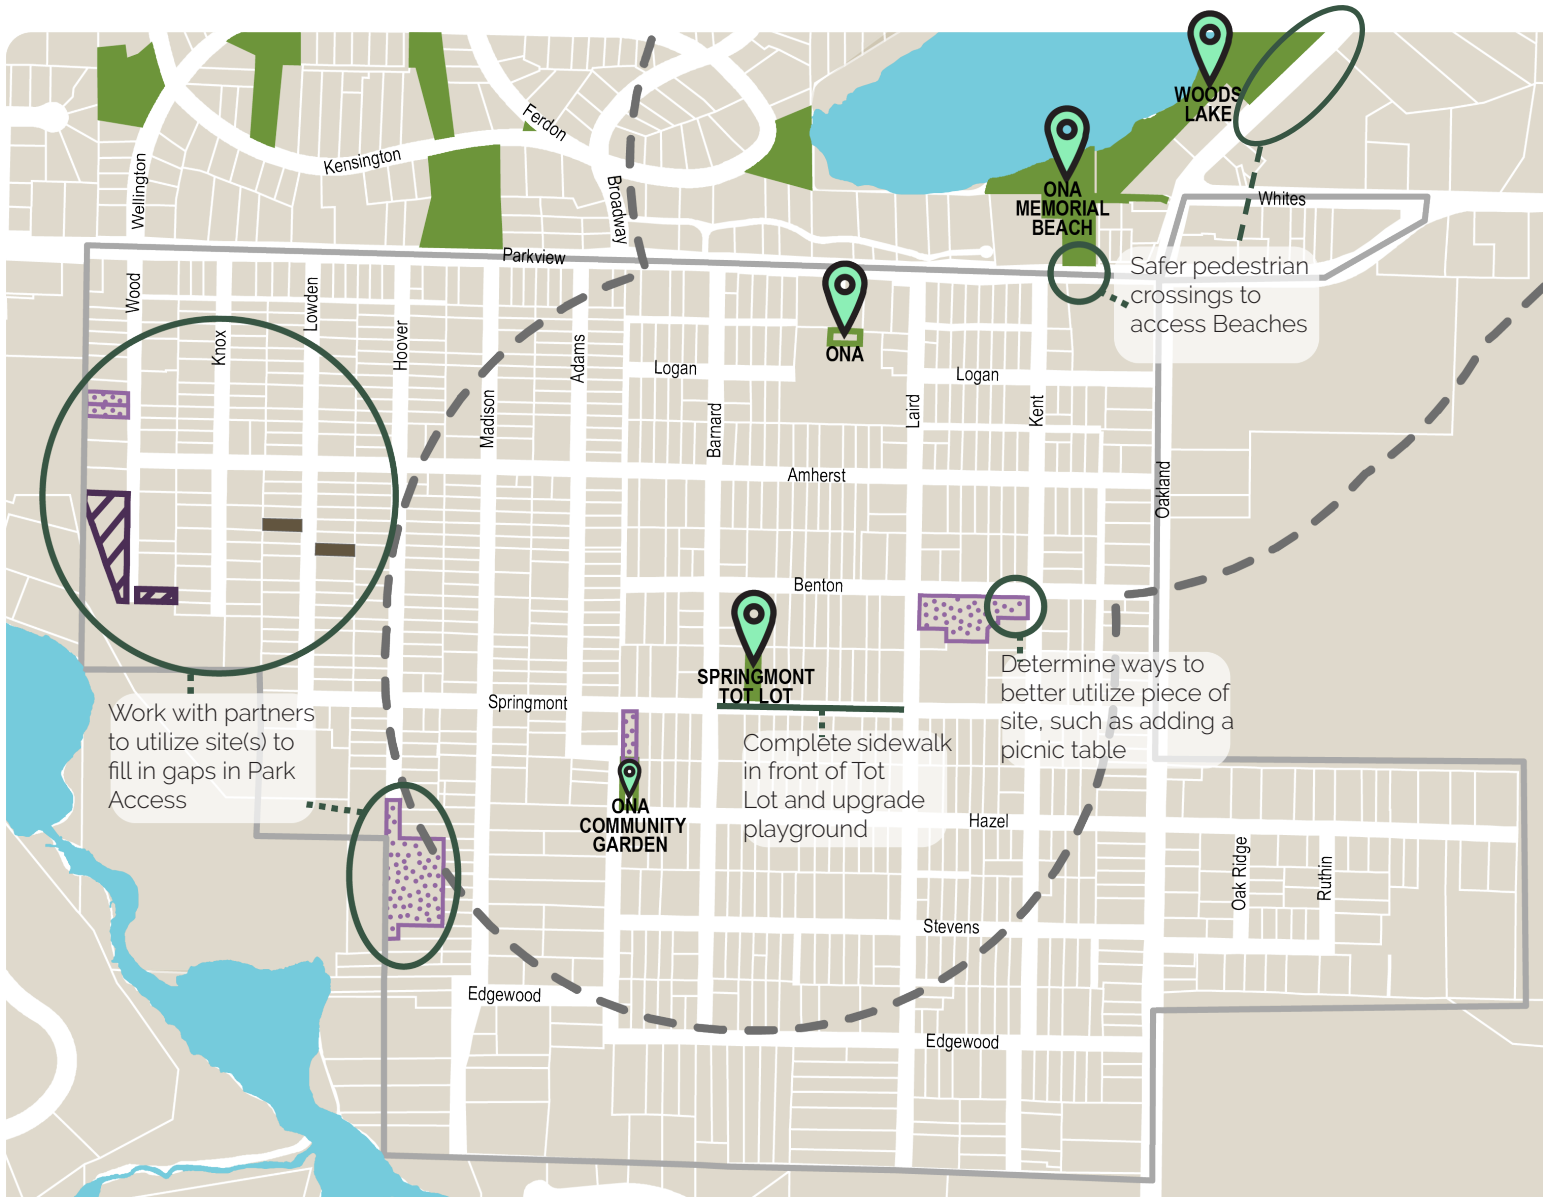 WOODS
LAKE
Ferdon
Kensington
Wellington
Broadway
ONA
MEMORIAL
BEACH
Whites
Parkview
Safer pedestrian
crossings to
access Beaches
Wood
Knox
Lowden
Hoover
Madison
Adams
ONA
Logan
Logan
Barnard
Laird
Kent
Amherst
Oakland
Benton
SPRINGMONT
TOT LOT
Springmont
Determine ways to
better utilize piece of
site, such as adding a
picnic table
Work with partners
to utilize site(s) to
fill in gaps in Park
Access
Complete sidewalk
in front of Tot
Lot and upgrade
playground
ONA
COMMUNITY
GARDEN
Hazel
Oak Ridge
Ruthin
Stevens
Edgewood
Edgewood